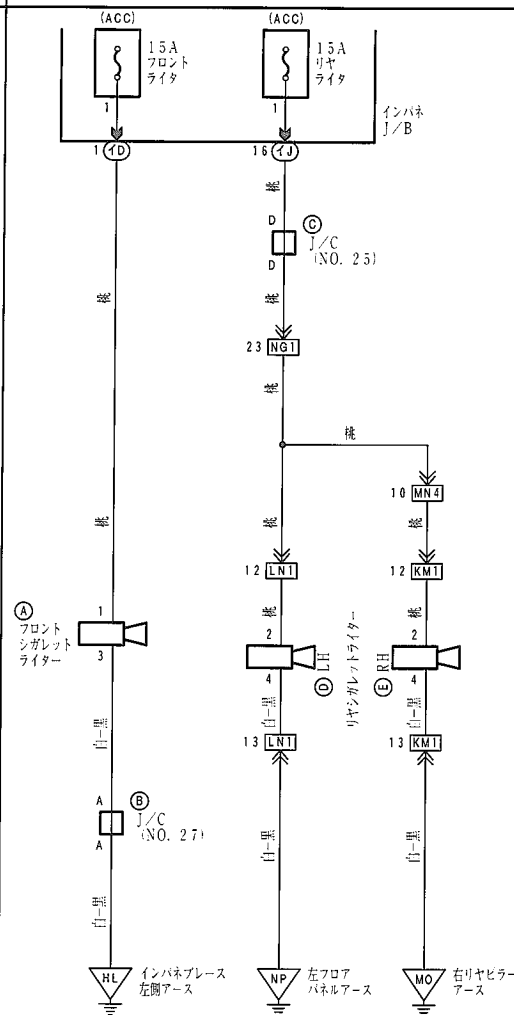 (ACC)
(ACC)
15A
フロント
ライタ
15A
リヤ
ライタ
1
1
インパネ
J/B
1 イD
16 イJ
桃
D
C
J/C
(NO. 25)
D
桃
桃
23 NG1
桃
桃
10 MN4
桃
桃
桃
12 LN1
12 KM1
A
フロント
シガレット
ライター
1
3
桃
2
4
D LH
リヤシガレットライター
桃
2
4
E RH
白-黒
白-黒
白-黒
13 LN1
13 KM1
A
B
J/C
(NO. 27)
A
白-黒
白-黒
白-黒
HL
インパネブレース
左側アース
NP
左フロア
パネルアース
MO
右リヤピラー
アース